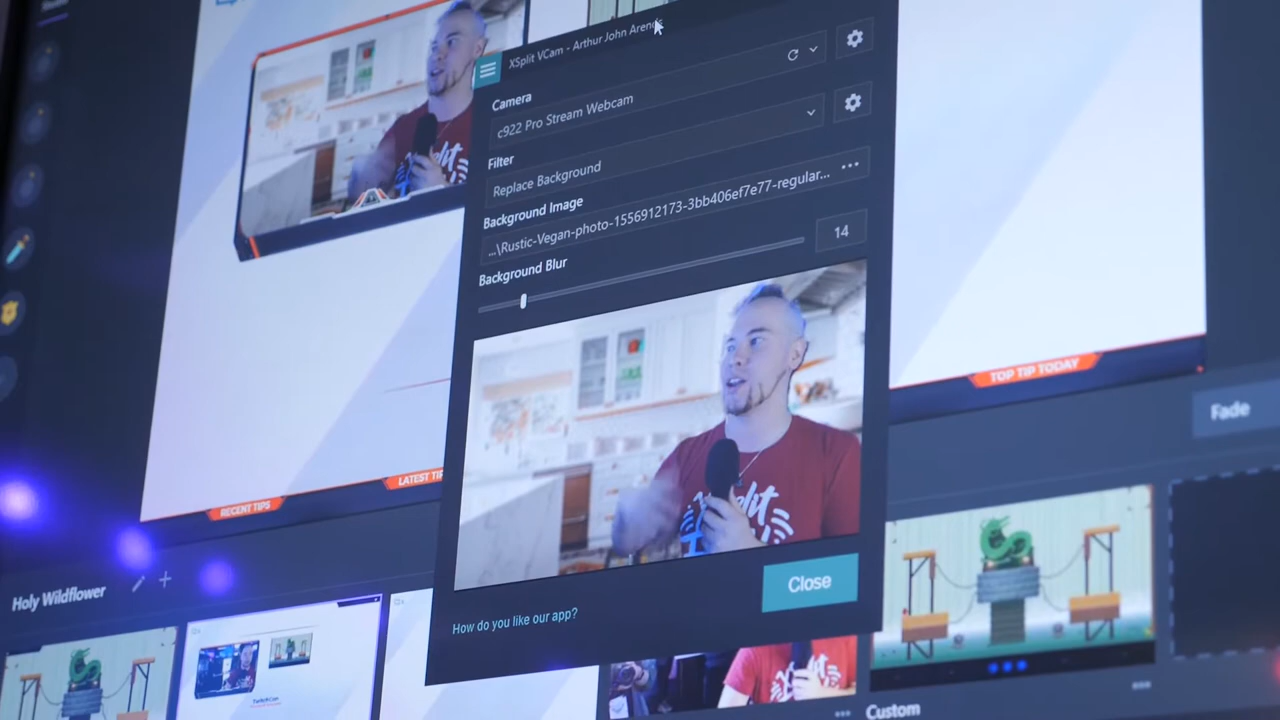 XSplit VCam - Arthur John Arends
Camera
c922 Pro Stream Webcam
Filter
Replace Background
Background Image
...\Rustic-Vegan-photo-1556912173-3bb406ef7e77-regular...
Background Blur
14
TOP TIP TODAY
Fade
LATEST TIP
RECENT TIPS
Close
How do you like our app?
Holy Wildflower
Custom